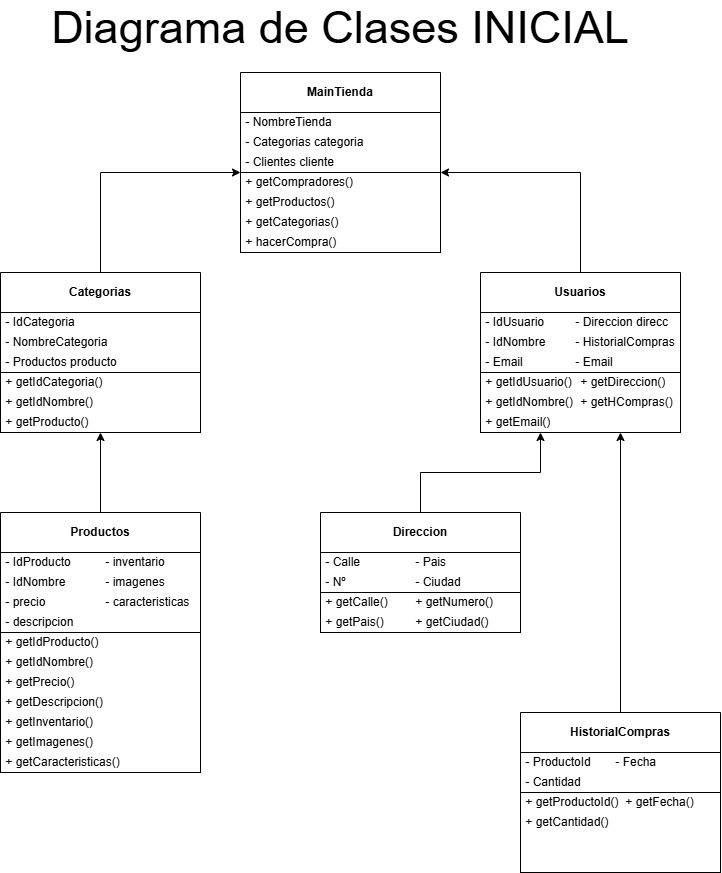 Diagrama de Clases INICIAL
MainTienda
- NombreTienda
- Categorias categoria
- Clientes cliente
+ getCompradores()
+ getProductos()
+ getCategorias()
+ hacerCompra()
Categorias
- IdCategoria
- NombreCategoria
- Productos producto
+ getIdCategoria()
+ getIdNombre()
+ getProducto()
Usuarios
- IdUsuario - Direccion direcc
- IdNombre - HistorialCompras
- Email - Email
+ getIdUsuario() + getDireccion()
+ getIdNombre() + getHCompras()
+ getEmail()
Productos
- IdProducto - inventario
- IdNombre - imagenes
- precio - caracteristicas
- descripcion
+ getIdProducto()
+ getIdNombre()
+ getPrecio()
+ getDescripcion()
+ getInventario()
+ getImagenes()
+ getCaracteristicas()
Direccion
- Calle - Pais
- Nº - Ciudad
+ getCalle() + getNumero()
+ getPais() + getCiudad()
HistorialCompras
- ProductoId - Fecha
- Cantidad
+ getProductoId() + getFecha()
+ getCantidad()